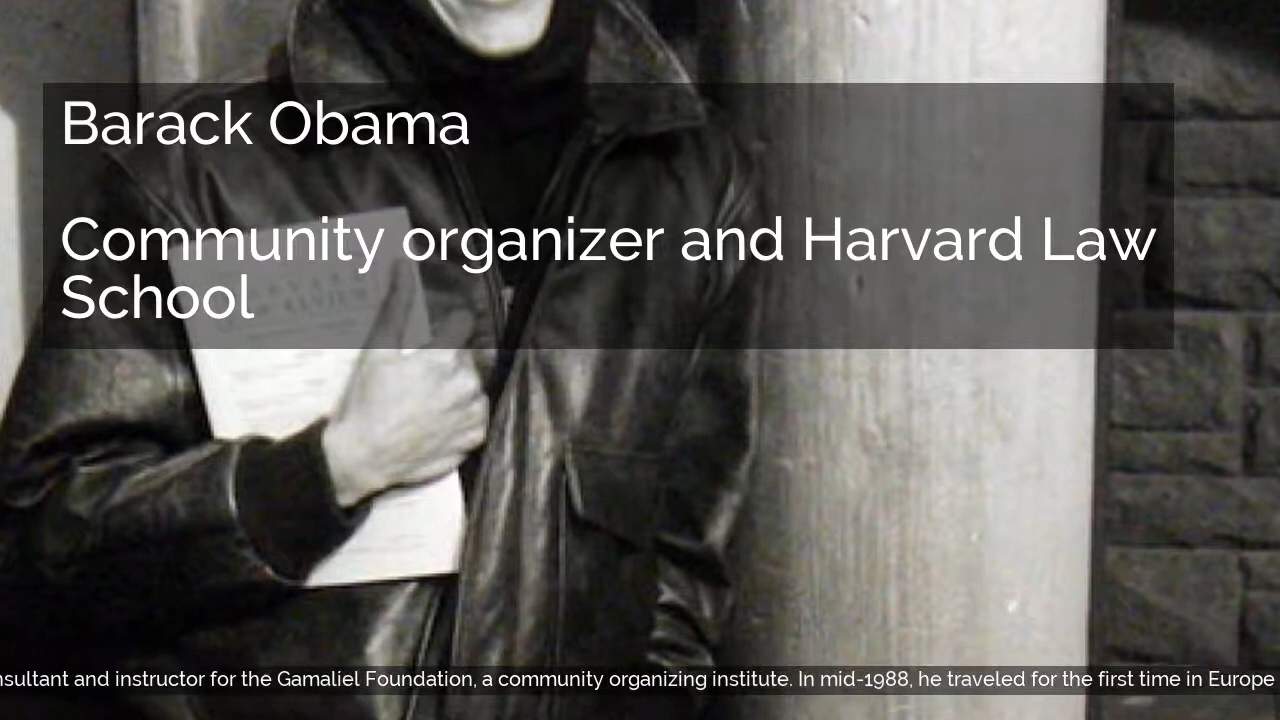 Barack Obama
Community organizer and Harvard Law
School
nsultant and instructor for the Gamaliel Foundation, a community organizing institute. In mid-1988, he traveled for the first time in Europe